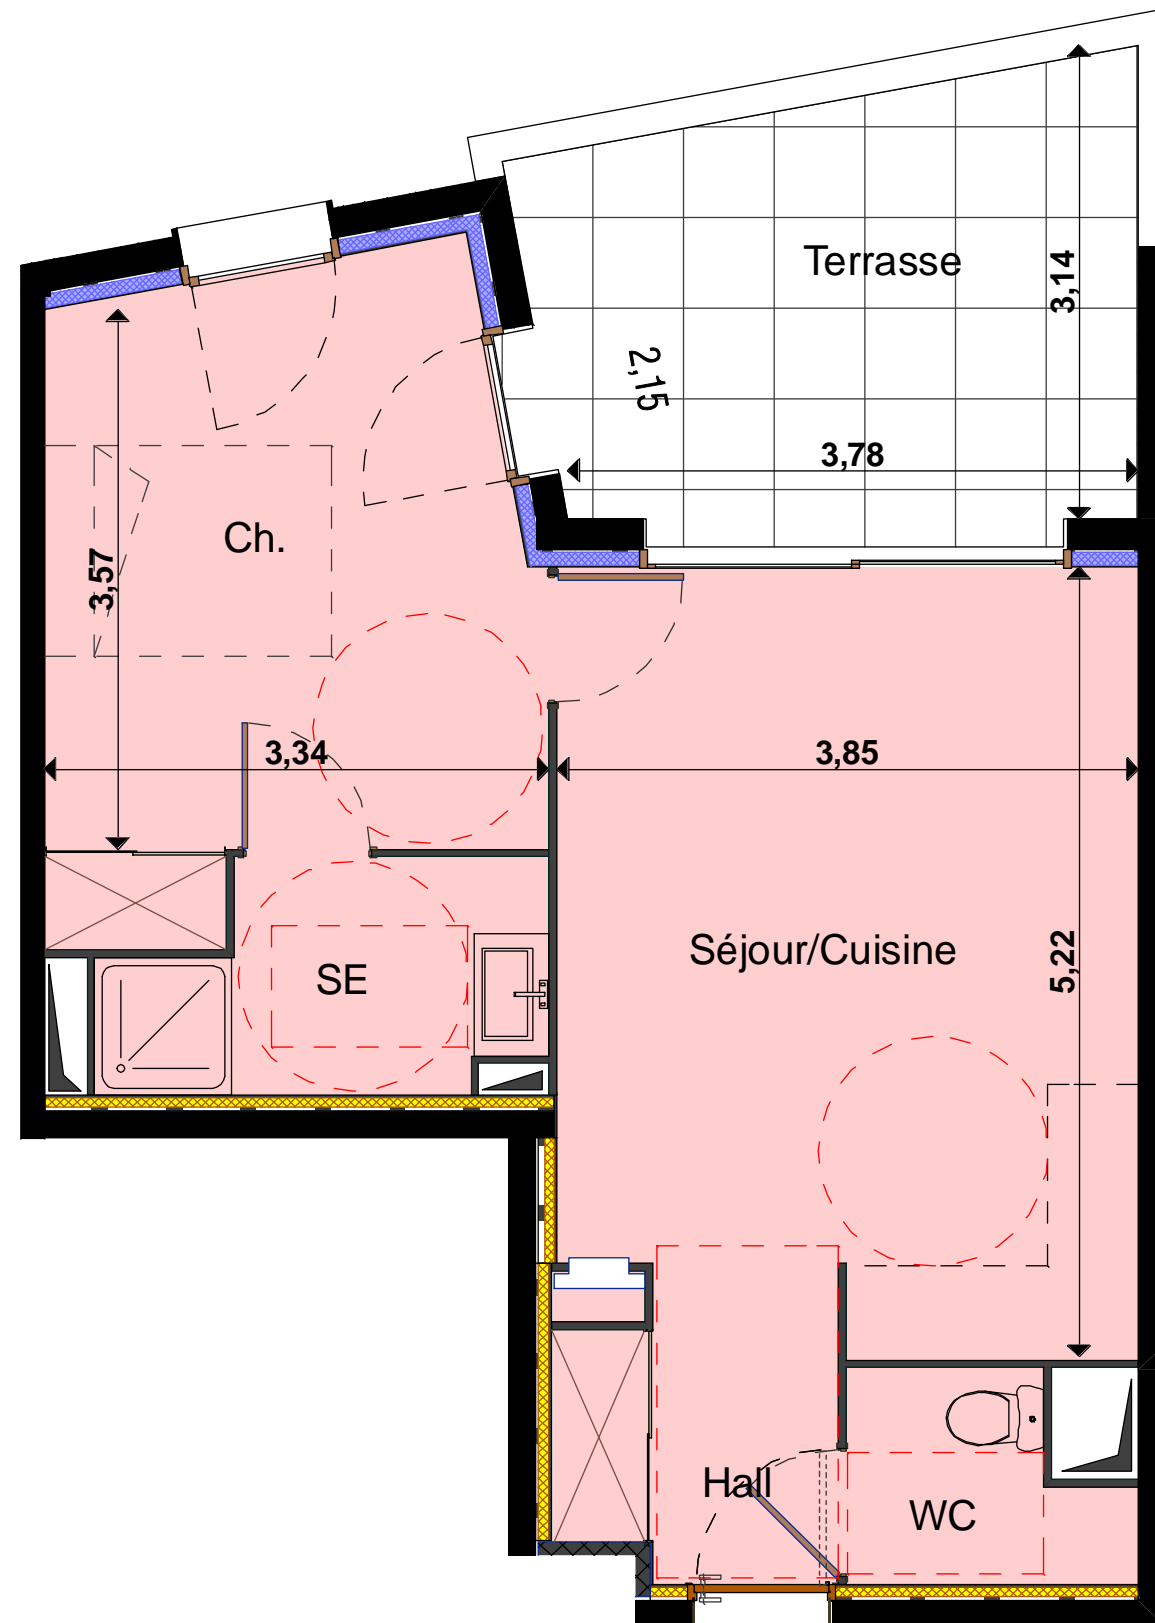 Terrasse
3,14
2,15
3,78
Ch.
3,57
3,34
3,85
Séjour/Cuisine
5,22
SE
Hall
WC